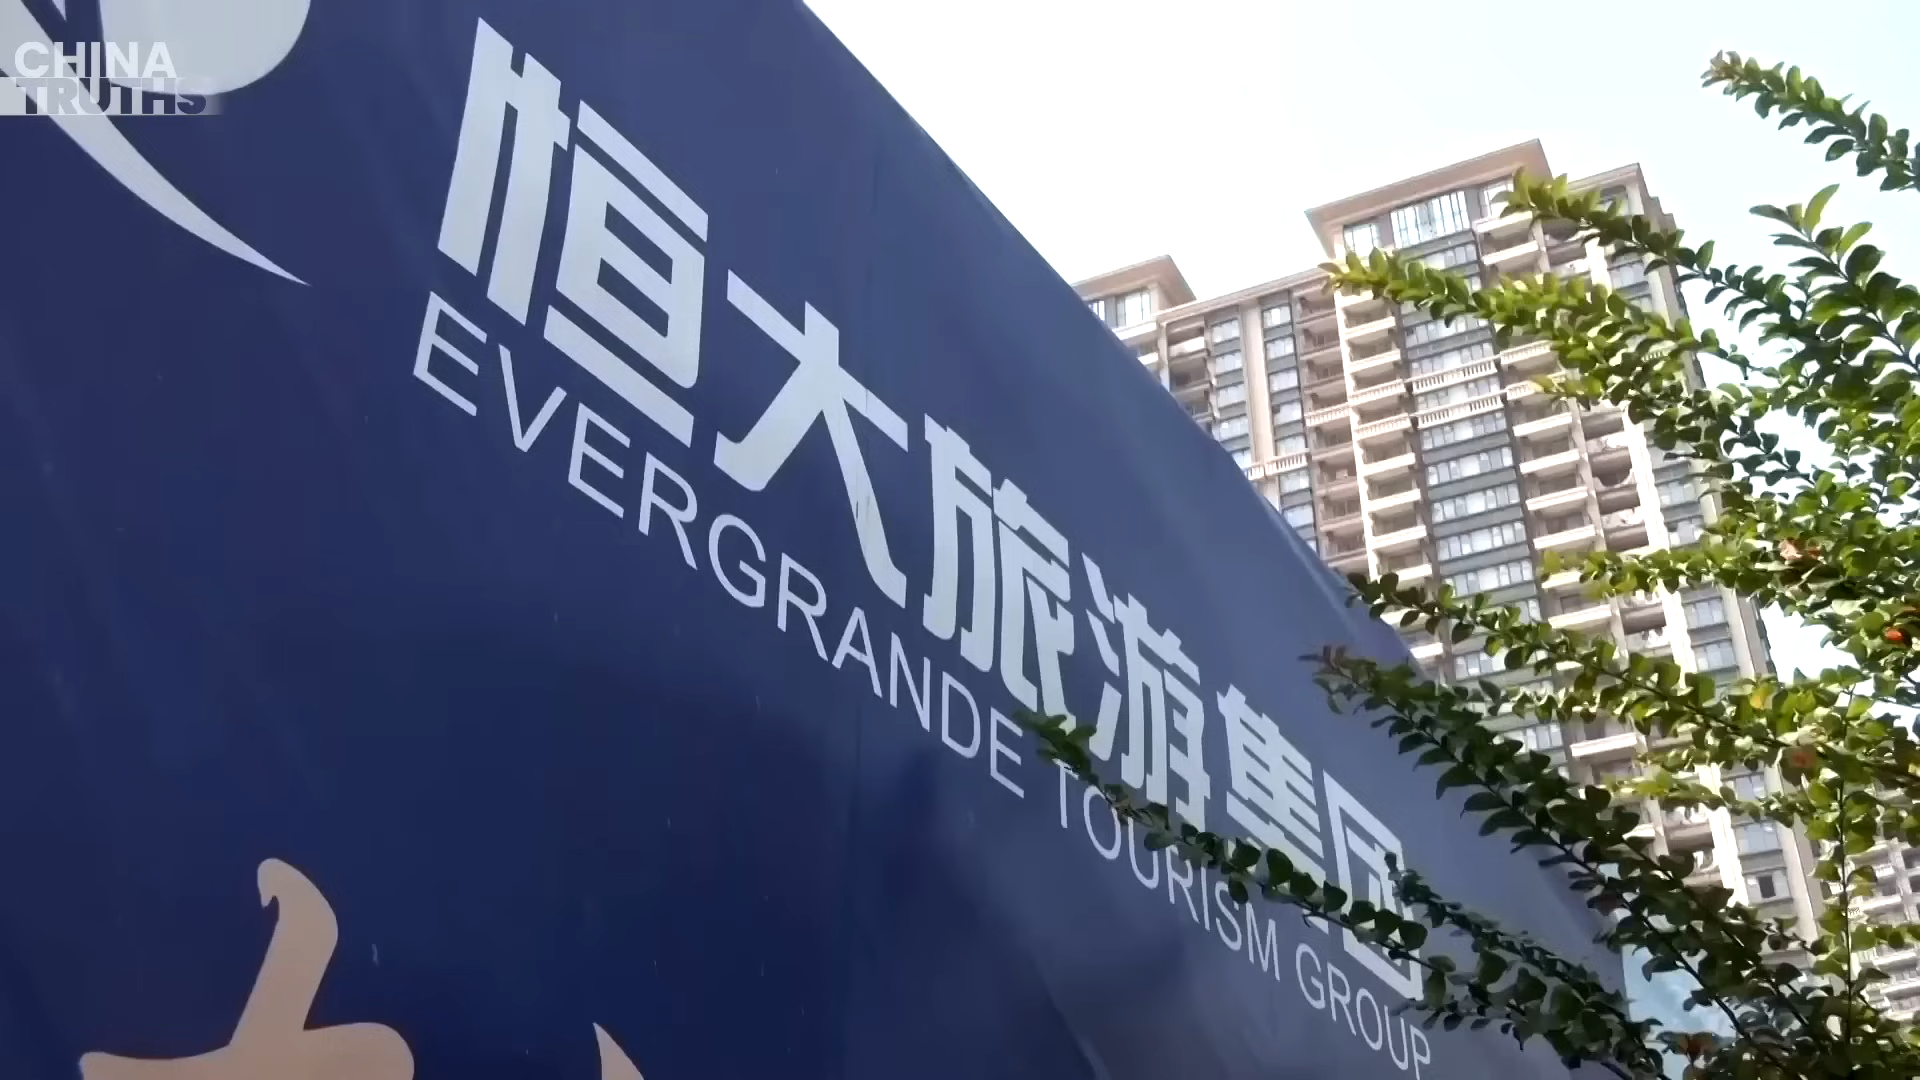 CHINA
TRUTHS
恒大旅游集团
EVERGRANDE TOURISM GROUP